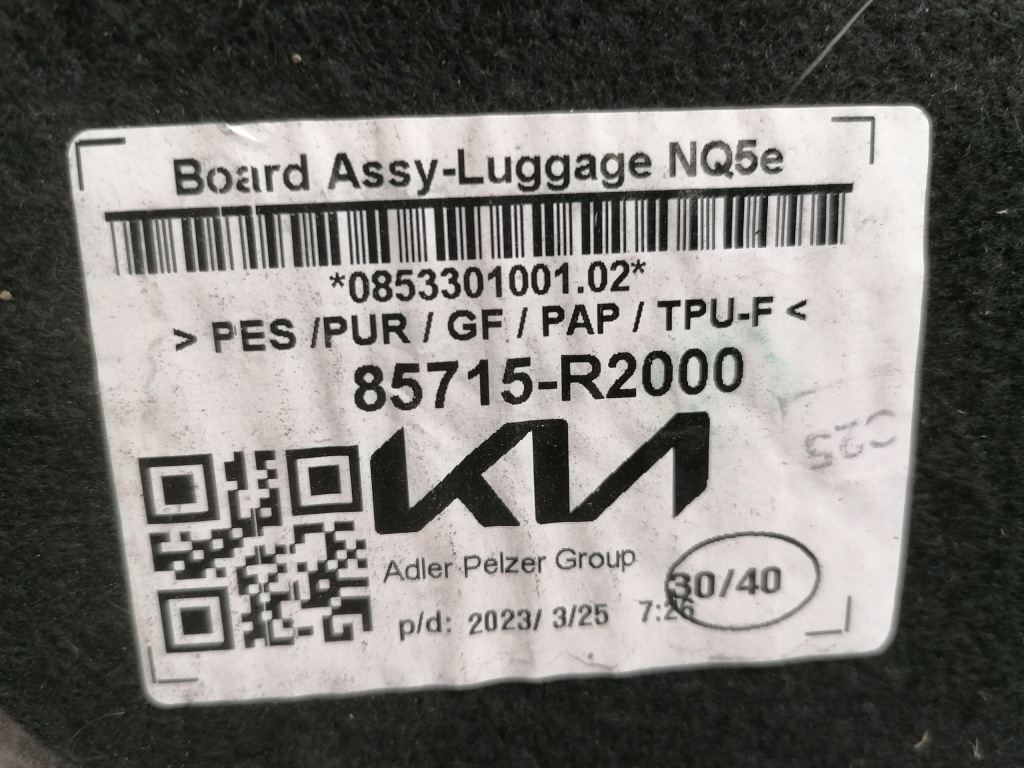 Board Assy-Luggage NQ5e
*0853301001.02*
> PES /PUR / GF / PAP / TPU-F <
85715-R2000
C25
KIA
Adler Pelzer Group
30/40
p/d: 2023/ 3/25 7:26